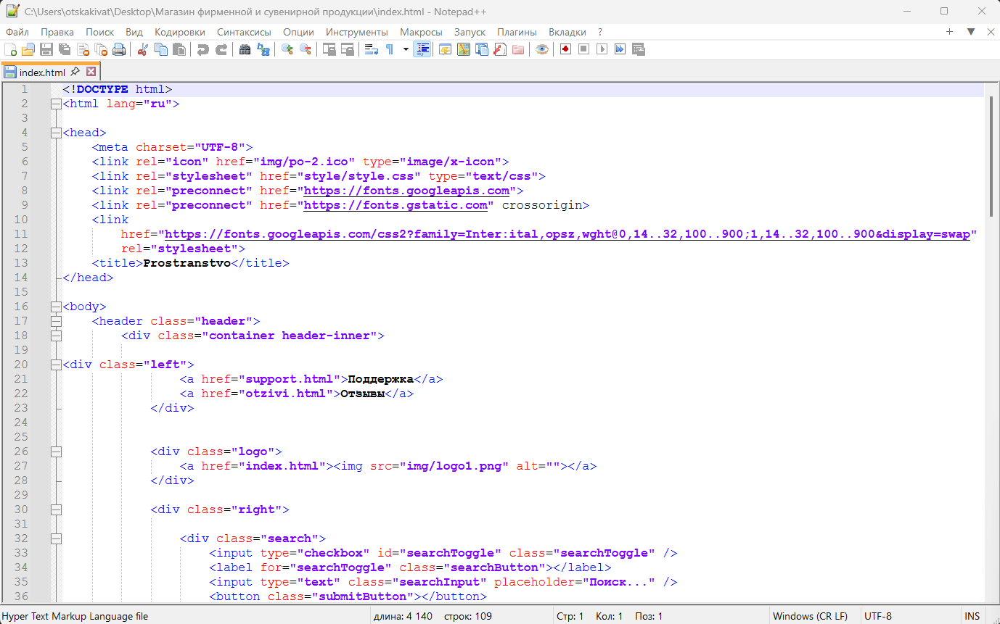 C:\Users\otskakivat\Desktop\Магазин фирменной и сувенирной продукции\index.html - Notepad++
Файл Правка Поиск Вид Кодировки Синтаксисы Опции Инструменты Макросы Запуск Плагины Вкладки ?
index.html
1 <!DOCTYPE html>
2 <html lang="ru">
3
4 <head>
5 <meta charset="UTF-8">
6 <link rel="icon" href="img/po-2.ico" type="image/x-icon">
7 <link rel="stylesheet" href="style/style.css" type="text/css">
8 <link rel="preconnect" href="https://fonts.googleapis.com">
9 <link rel="preconnect" href="https://fonts.gstatic.com" crossorigin>
10 <link
11 href="https://fonts.googleapis.com/css2?family=Inter:ital,opsz,wght@0,14..32,100..900;1,14..32,100..900&display=swap"
12 rel="stylesheet">
13 <title>Prostranstvo</title>
14 </head>
15
16 <body>
17 <header class="header">
18 <div class="container header-inner">
19
20 <div class="left">
21 <a href="support.html">Поддержка</a>
22 <a href="otzivi.html">Отзывы</a>
23 </div>
24
25
26 <div class="logo">
27 <a href="index.html"><img src="img/logo1.png" alt=""></a>
28 </div>
29
30 <div class="right">
31
32 <div class="search">
33 <input type="checkbox" id="searchToggle" class="searchToggle" />
34 <label for="searchToggle" class="searchButton"></label>
35 <input type="text" class="searchInput" placeholder="Поиск..." />
36 <button class="submitButton"></button>
Hyper Text Markup Language file длина: 4 140 строк: 109 Стр: 1 Кол: 1 Поз: 1 Windows (CR LF) UTF-8 INS